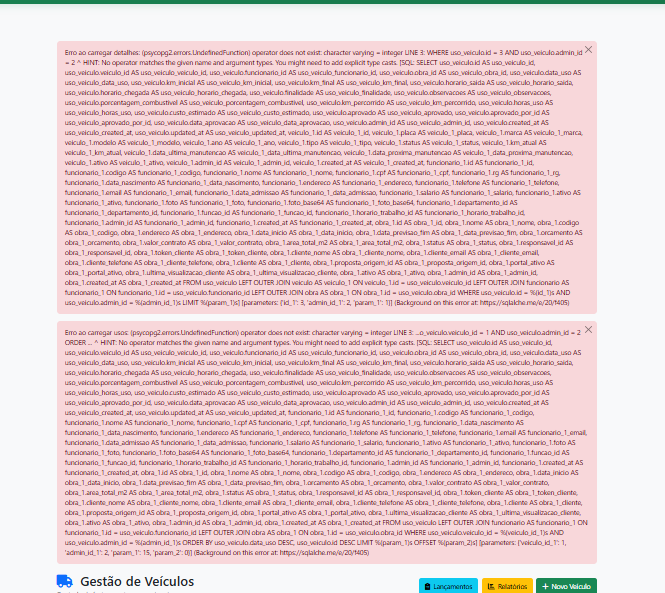 Erro ao carregar detalhes: (psycopg2.errors.UndefinedFunction) operator does not exist: character varying = integer LINE 3: WHERE uso_veiculo.id = 3 AND uso_veiculo.admin_id
= 2 ^ HINT: No operator matches the given name and argument types. You might need to add explicit type casts. [SQL: SELECT uso_veiculo.id AS uso_veiculo_id,
uso_veiculo.veiculo_id AS uso_veiculo_veiculo_id, uso_veiculo.funcionario_id AS uso_veiculo_funcionario_id, uso_veiculo.obra_id AS uso_veiculo_obra_id, uso_veiculo.data_uso AS
uso_veiculo_data_uso, uso_veiculo.km_inicial AS uso_veiculo_km_inicial, uso_veiculo.km_final AS uso_veiculo_km_final, uso_veiculo.horario_saida AS uso_veiculo_horario_saida,
uso_veiculo.horario_chegada AS uso_veiculo_horario_chegada, uso_veiculo.finalidade AS uso_veiculo_finalidade, uso_veiculo.observacoes AS uso_veiculo_observacoes,
uso_veiculo.porcentagem_combustivel AS uso_veiculo_porcentagem_combustivel, uso_veiculo.km_percorrido AS uso_veiculo_km_percorrido, uso_veiculo.horas_uso AS
uso_veiculo_horas_uso, uso_veiculo.custo_estimado AS uso_veiculo_custo_estimado, uso_veiculo.aprovado AS uso_veiculo_aprovado, uso_veiculo.aprovado_por_id AS
uso_veiculo_aprovado_por_id, uso_veiculo.data_aprovacao AS uso_veiculo_data_aprovacao, uso_veiculo.admin_id AS uso_veiculo_admin_id, uso_veiculo.created_at AS
uso_veiculo_created_at, uso_veiculo.updated_at AS uso_veiculo_updated_at, veiculo_1.id AS veiculo_1_id, veiculo_1.placa AS veiculo_1_placa, veiculo_1.marca AS veiculo_1_marca,
veiculo_1.modelo AS veiculo_1_modelo, veiculo_1.ano AS veiculo_1_ano, veiculo_1.tipo AS veiculo_1_tipo, veiculo_1.status AS veiculo_1_status, veiculo_1.km_atual AS
veiculo_1_km_atual, veiculo_1.data_ultima_manutencao AS veiculo_1_data_ultima_manutencao, veiculo_1.data_proxima_manutencao AS veiculo_1_data_proxima_manutencao,
veiculo_1.ativo AS veiculo_1_ativo, veiculo_1.admin_id AS veiculo_1_admin_id, veiculo_1.created_at AS veiculo_1_created_at, funcionario_1.id AS funcionario_1_id,
funcionario_1.codigo AS funcionario_1_codigo, funcionario_1.nome AS funcionario_1_nome, funcionario_1.cpf AS funcionario_1_cpf, funcionario_1.rg AS funcionario_1_rg,
funcionario_1.data_nascimento AS funcionario_1_data_nascimento, funcionario_1.endereco AS funcionario_1_endereco, funcionario_1.telefone AS funcionario_1_telefone,
funcionario_1.email AS funcionario_1_email, funcionario_1.data_admissao AS funcionario_1_data_admissao, funcionario_1.salario AS funcionario_1_salario, funcionario_1.ativo AS
funcionario_1_ativo, funcionario_1.foto AS funcionario_1_foto, funcionario_1.foto_base64 AS funcionario_1_foto_base64, funcionario_1.departamento_id AS
funcionario_1_departamento_id, funcionario_1.funcao_id AS funcionario_1_funcao_id, funcionario_1.horario_trabalho_id AS funcionario_1_horario_trabalho_id,
funcionario_1.admin_id AS funcionario_1_admin_id, funcionario_1.created_at AS funcionario_1_created_at, obra_1.id AS obra_1_id, obra_1.nome AS obra_1_nome, obra_1.codigo
AS obra_1_codigo, obra_1.endereco AS obra_1_endereco, obra_1.data_inicio AS obra_1_data_inicio, obra_1.data_previsao_fim AS obra_1_data_previsao_fim, obra_1.orcamento AS
obra_1_orcamento, obra_1.valor_contrato AS obra_1_valor_contrato, obra_1.area_total_m2 AS obra_1_area_total_m2, obra_1.status AS obra_1_status, obra_1.responsavel_id AS
obra_1_responsavel_id, obra_1.token_cliente AS obra_1_token_cliente, obra_1.cliente_nome AS obra_1_cliente_nome, obra_1.cliente_email AS obra_1_cliente_email,
obra_1.cliente_telefone AS obra_1_cliente_telefone, obra_1.cliente AS obra_1_cliente, obra_1.proposta_origem_id AS obra_1_proposta_origem_id, obra_1.portal_ativo AS
obra_1_portal_ativo, obra_1.ultima_visualizacao_cliente AS obra_1_ultima_visualizacao_cliente, obra_1.ativo AS obra_1_ativo, obra_1.admin_id AS obra_1_admin_id,
obra_1.created_at AS obra_1_created_at FROM uso_veiculo LEFT OUTER JOIN veiculo AS veiculo_1 ON veiculo_1.id = uso_veiculo.veiculo_id LEFT OUTER JOIN funcionario AS
funcionario_1 ON funcionario_1.id = uso_veiculo.funcionario_id LEFT OUTER JOIN obra AS obra_1 ON obra_1.id = uso_veiculo.obra_id WHERE uso_veiculo.id = %(id_1)s AND
uso_veiculo.admin_id = %(admin_id_1)s LIMIT %(param_1)s] [parameters: {'id_1': 3, 'admin_id_1': 2, 'param_1': 1}] (Background on this error at: https://sqlalche.me/e/20/f405)
Erro ao carregar usos: (psycopg2.errors.UndefinedFunction) operator does not exist: character varying = integer LINE 3: ...o_veiculo.veiculo_id = 1 AND uso_veiculo.admin_id = 2
ORDER ... ^ HINT: No operator matches the given name and argument types. You might need to add explicit type casts. [SQL: SELECT uso_veiculo.id AS uso_veiculo_id,
uso_veiculo.veiculo_id AS uso_veiculo_veiculo_id, uso_veiculo.funcionario_id AS uso_veiculo_funcionario_id, uso_veiculo.obra_id AS uso_veiculo_obra_id, uso_veiculo.data_uso AS
uso_veiculo_data_uso, uso_veiculo.km_inicial AS uso_veiculo_km_inicial, uso_veiculo.km_final AS uso_veiculo_km_final, uso_veiculo.horario_saida AS uso_veiculo_horario_saida,
uso_veiculo.horario_chegada AS uso_veiculo_horario_chegada, uso_veiculo.finalidade AS uso_veiculo_finalidade, uso_veiculo.observacoes AS uso_veiculo_observacoes,
uso_veiculo.porcentagem_combustivel AS uso_veiculo_porcentagem_combustivel, uso_veiculo.km_percorrido AS uso_veiculo_km_percorrido, uso_veiculo.horas_uso AS
uso_veiculo_horas_uso, uso_veiculo.custo_estimado AS uso_veiculo_custo_estimado, uso_veiculo.aprovado AS uso_veiculo_aprovado, uso_veiculo.aprovado_por_id AS
uso_veiculo_aprovado_por_id, uso_veiculo.data_aprovacao AS uso_veiculo_data_aprovacao, uso_veiculo.admin_id AS uso_veiculo_admin_id, uso_veiculo.created_at AS
uso_veiculo_created_at, uso_veiculo.updated_at AS uso_veiculo_updated_at, funcionario_1.id AS funcionario_1_id, funcionario_1.codigo AS funcionario_1_codigo,
funcionario_1.nome AS funcionario_1_nome, funcionario_1.cpf AS funcionario_1_cpf, funcionario_1.rg AS funcionario_1_rg, funcionario_1.data_nascimento AS
funcionario_1_data_nascimento, funcionario_1.endereco AS funcionario_1_endereco, funcionario_1.telefone AS funcionario_1_telefone, funcionario_1.email AS funcionario_1_email,
funcionario_1.data_admissao AS funcionario_1_data_admissao, funcionario_1.salario AS funcionario_1_salario, funcionario_1.ativo AS funcionario_1_ativo, funcionario_1.foto AS
funcionario_1_foto, funcionario_1.foto_base64 AS funcionario_1_foto_base64, funcionario_1.departamento_id AS funcionario_1_departamento_id, funcionario_1.funcao_id AS
funcionario_1_funcao_id, funcionario_1.horario_trabalho_id AS funcionario_1_horario_trabalho_id, funcionario_1.admin_id AS funcionario_1_admin_id, funcionario_1.created_at AS
funcionario_1_created_at, obra_1.id AS obra_1_id, obra_1.nome AS obra_1_nome, obra_1.codigo AS obra_1_codigo, obra_1.endereco AS obra_1_endereco, obra_1.data_inicio AS
obra_1_data_inicio, obra_1.data_previsao_fim AS obra_1_data_previsao_fim, obra_1.orcamento AS obra_1_orcamento, obra_1.valor_contrato AS obra_1_valor_contrato,
obra_1.area_total_m2 AS obra_1_area_total_m2, obra_1.status AS obra_1_status, obra_1.responsavel_id AS obra_1_responsavel_id, obra_1.token_cliente AS obra_1_token_cliente,
obra_1.cliente_nome AS obra_1_cliente_nome, obra_1.cliente_email AS obra_1_cliente_email, obra_1.cliente_telefone AS obra_1_cliente_telefone, obra_1.cliente AS obra_1_cliente,
obra_1.proposta_origem_id AS obra_1_proposta_origem_id, obra_1.portal_ativo AS obra_1_portal_ativo, obra_1.ultima_visualizacao_cliente AS obra_1_ultima_visualizacao_cliente,
obra_1.ativo AS obra_1_ativo, obra_1.admin_id AS obra_1_admin_id, obra_1.created_at AS obra_1_created_at FROM uso_veiculo LEFT OUTER JOIN funcionario AS funcionario_1 ON
funcionario_1.id = uso_veiculo.funcionario_id LEFT OUTER JOIN obra AS obra_1 ON obra_1.id = uso_veiculo.obra_id WHERE uso_veiculo.veiculo_id = %(veiculo_id_1)s AND
uso_veiculo.admin_id = %(admin_id_1)s ORDER BY uso_veiculo.data_uso DESC, uso_veiculo.id DESC LIMIT %(param_1)s OFFSET %(param_2)s] [parameters: {'veiculo_id_1': 1,
'admin_id_1': 2, 'param_1': 15, 'param_2': 0}] (Background on this error at: https://sqlalche.me/e/20/f405)
Gestão de Veículos
Lançamentos
Relatórios
+ Novo Veículo